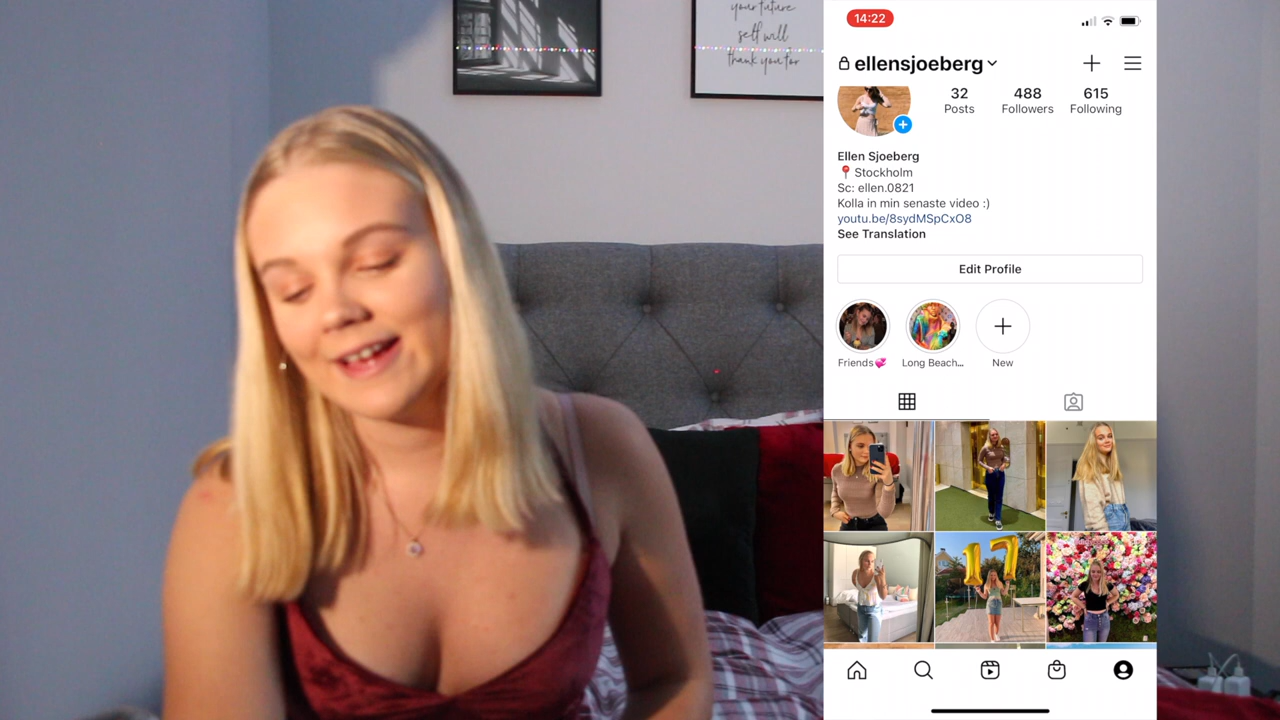 your future
self will
thank you for
14:22
ellensjoeberg
32 488 615
Posts Followers Following
Ellen Sjoeberg
📍 Stockholm
Sc: ellen.0821
Kolla in min senaste video :)
youtu.be/8sydMSpCxO8
See Translation
Edit Profile
Friends💞 Long Beach... New
17